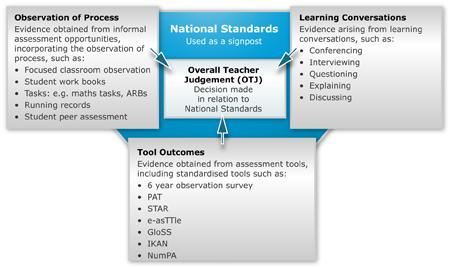 Observation of Process
Evidence obtained from informal
assessment opportunities,
incorporating the observation of
process, such as:
• Focused classroom observation
• Student work books
• Tasks: e.g. maths tasks, ARBs
• Running records
• Student peer assessment
National Standards
Used as a signpost
Overall Teacher
Judgement (OTJ)
Decision made
in relation to
National Standards
Learning Conversations
Evidence arising from learning
conversations, such as:
• Conferencing
• Interviewing
• Questioning
• Explaining
• Discussing
Tool Outcomes
Evidence obtained from assessment tools,
including standardised tools such as:
• 6 year observation survey
• PAT
• STAR
• e-asTTle
• GloSS
• IKAN
• NumPA